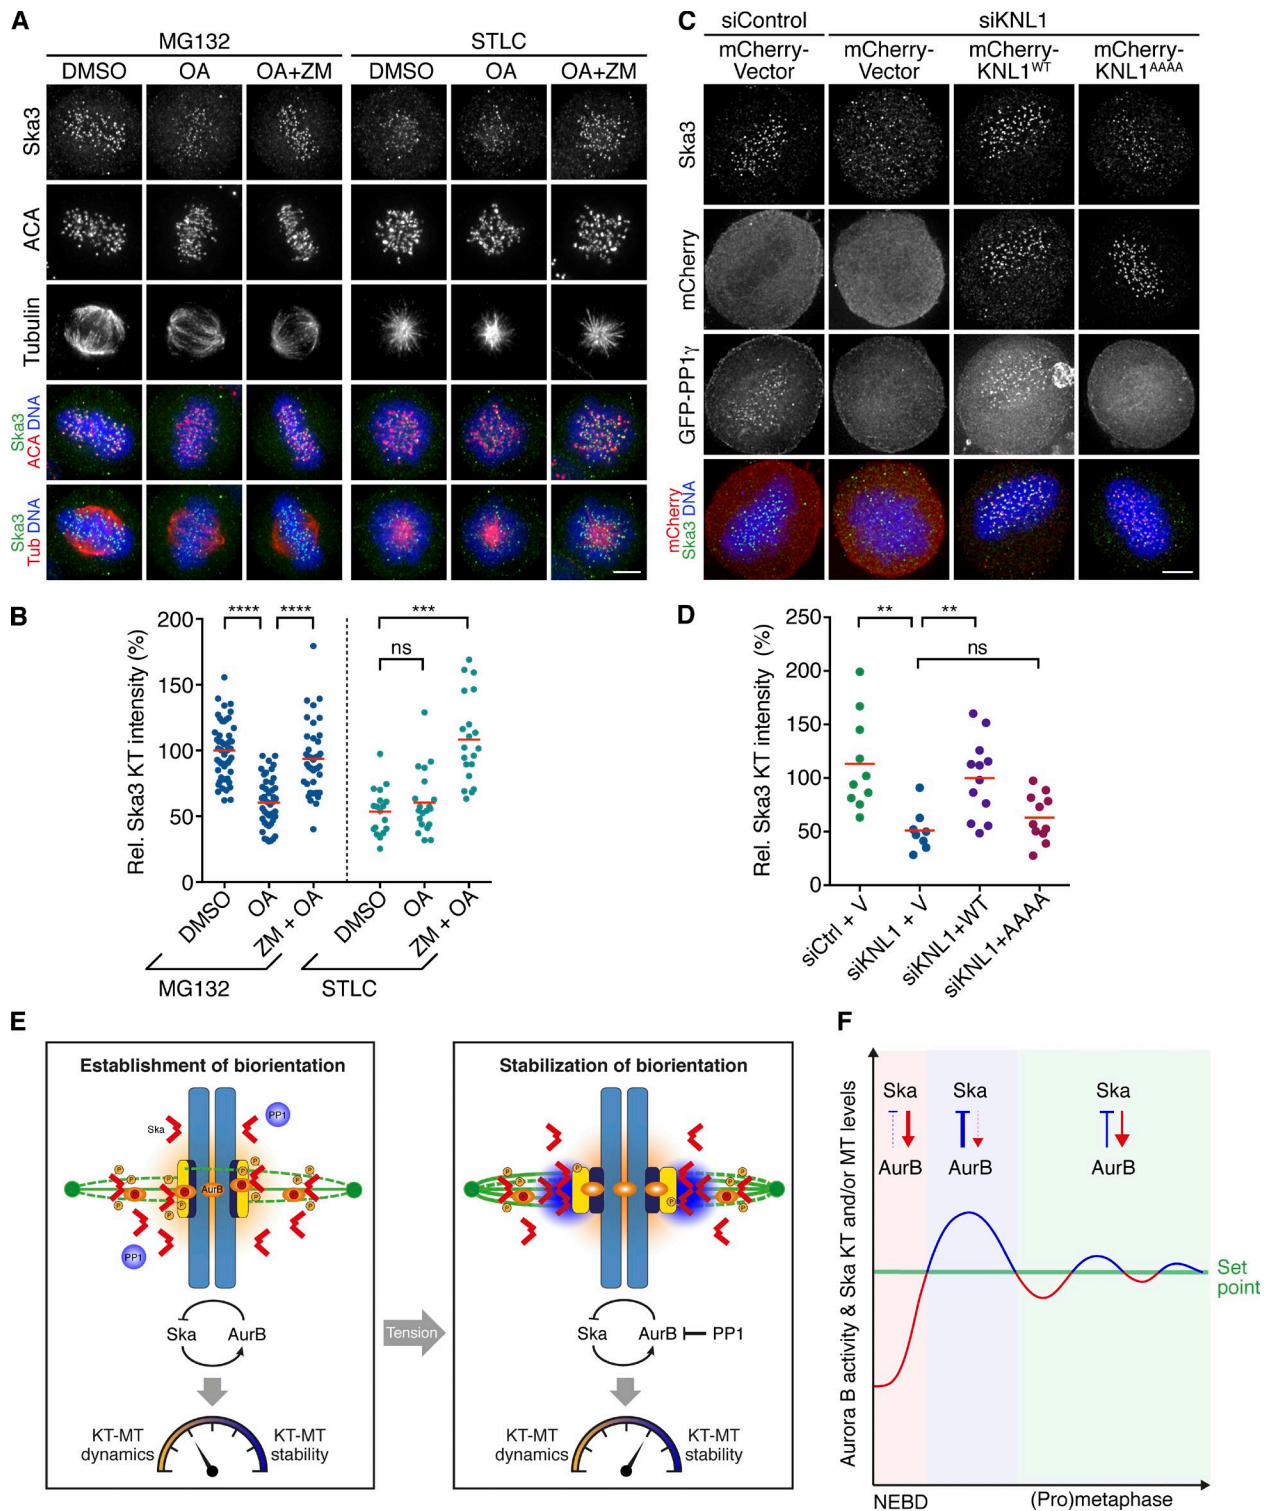 A
MG132
STLC
DMSO
OA
OA+ZM
DMSO
OA
OA+ZM
Ska3
ACA
Tubulin
Ska3
ACA DNA
Ska3
Tub DNA
C
siControl
siKNL1
mCherry-
Vector
mCherry-
Vector
mCherry-
KNL1WT
mCherry-
KNL1AAAA
Ska3
mCherry
GFP-PP1γ
mCherry
Ska3 DNA
B
Rel. Ska3 KT intensity (%)
200
150
100
50
0
****
****
***
ns
DMSO
OA
ZM + OA
DMSO
OA
ZM + OA
MG132
STLC
D
Rel. Ska3 KT intensity (%)
250
200
150
100
50
0
**
**
ns
siCtrl + V
siKNL1 + V
siKNL1+WT
siKNL1+AAAA
E
Establishment of biorientation
Ska
PP1
P
AurB
PP1
Ska
AurB
KT-MT
dynamics
KT-MT
stability
Tension
Stabilization of biorientation
Ska
AurB
PP1
KT-MT
dynamics
KT-MT
stability
F
Aurora B activity & Ska KT and/or MT levels
Ska
AurB
Ska
AurB
Ska
AurB
Set
point
NEBD
(Pro)metaphase